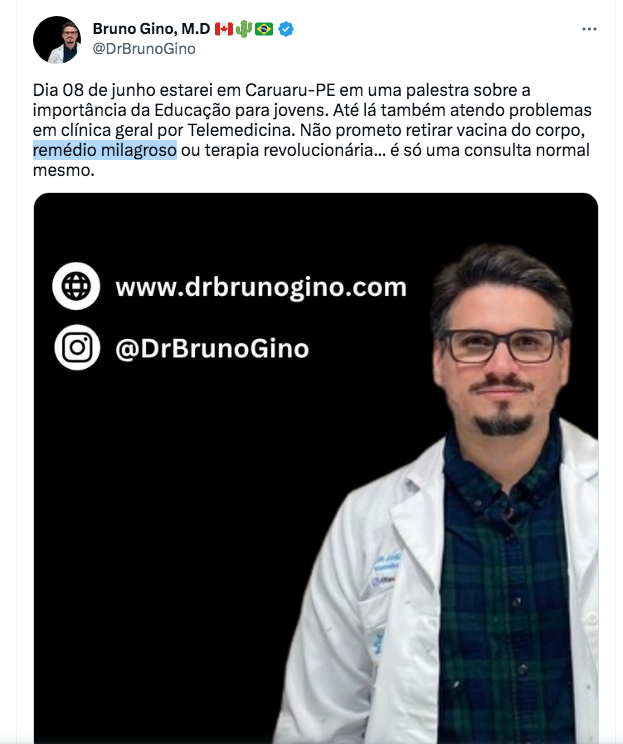 Bruno Gino, M.D 🇨🇦🌵🇧🇷
@DrBrunoGino
Dia 08 de junho estarei em Caruaru-PE em uma palestra sobre a
importância da Educação para jovens. Até lá também atendo problemas
em clínica geral por Telemedicina. Não prometo retirar vacina do corpo,
remédio milagroso ou terapia revolucionária... é só uma consulta normal
mesmo.
www.drbrunogino.com
@DrBrunoGino